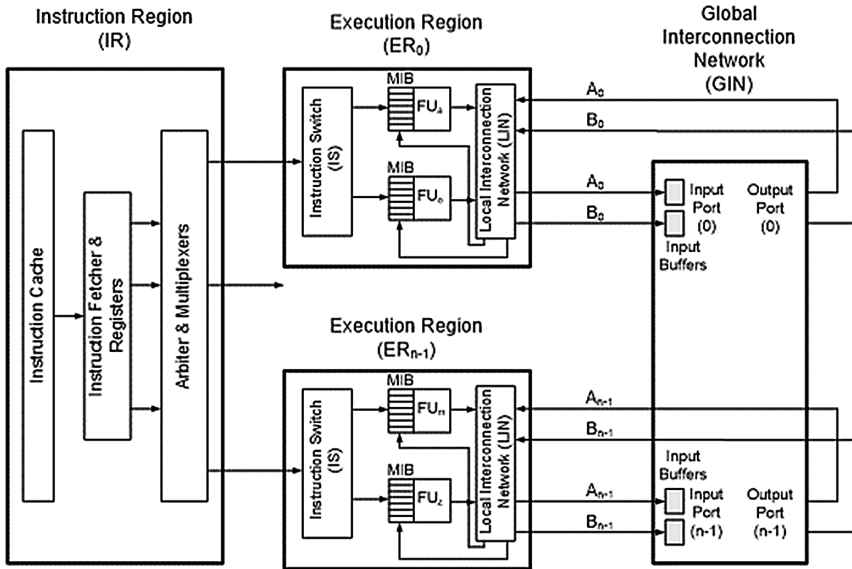 Instruction Region
(IR)
Instruction Cache
Instruction Fetcher &
Registers
Arbiter & Multiplexers
Execution Region
(ER0)
Instruction Switch
(IS)
MIB
FUa
MIB
FUe
Local Interconnection
Network (LIN)
A0
B0
A0
B0
Execution Region
(ERn-1)
Instruction Switch
(IS)
MIB
FUm
MIB
FUz
Local Interconnection
Network (LIN)
An-1
Bn-1
An-1
Bn-1
Global
Interconnection
Network
(GIN)
Input
Port
(0)
Output
Port
(0)
Input
Buffers
Input
Buffers
Input
Port
(n-1)
Output
Port
(n-1)